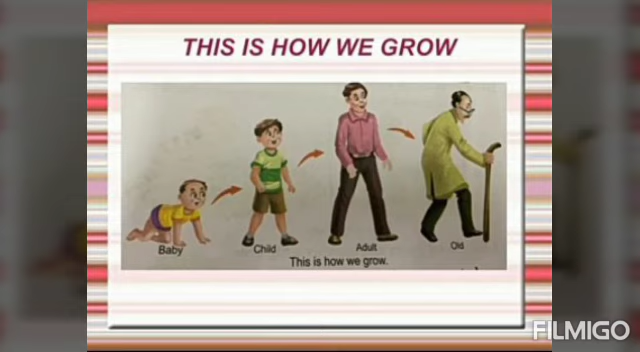 THIS IS HOW WE GROW
Baby
Child
Adult
Old
This is how we grow.
FILMIGO